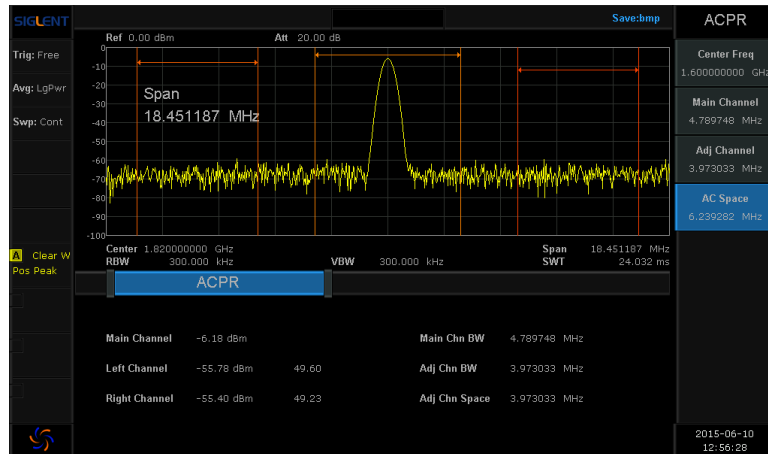 SIGLENT
Save:bmp
ACPR
Ref 0.00 dBm Att 20.00 dB
Trig: Free
Avg: LgPwr
Swp: Cont
0
-10
-20
-30
-40
-50
-60
-70
-80
-90
-100
Span
18.451187 MHz
Center Freq
1.600000000 GHz
Main Channel
4.789748 MHz
Adj Channel
3.973033 MHz
AC Space
6.239282 MHz
Center 1.820000000 GHz Span 18.451187 MHz
RBW 300.000 kHz VBW 300.000 kHz SWT 24.032 ms
A Clear W
Pos Peak
ACPR
Main Channel -6.18 dBm Main Chn BW 4.789748 MHz
Left Channel -55.78 dBm 49.60 Adj Chn BW 3.973033 MHz
Right Channel -55.40 dBm 49.23 Adj Chn Space 3.973033 MHz
2015-06-10
12:56:28